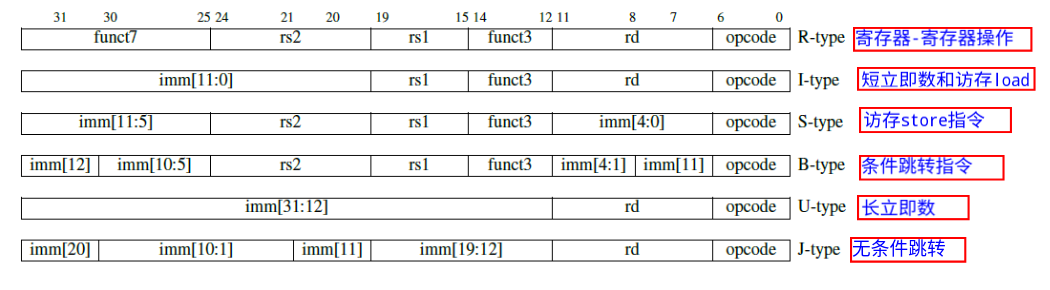 31 30 25 24 21 20 19 15 14 12 11 8 7 6 0
funct7 rs2 rs1 funct3 rd opcode R-type 寄存器-寄存器操作
imm[11:0] rs1 funct3 rd opcode I-type 短立即数和访存load
imm[11:5] rs2 rs1 funct3 imm[4:0] opcode S-type 访存store指令
imm[12] imm[10:5] rs2 rs1 funct3 imm[4:1] imm[11] opcode B-type 条件跳转指令
imm[31:12] rd opcode U-type 长立即数
imm[20] imm[10:1] imm[11] imm[19:12] rd opcode J-type 无条件跳转